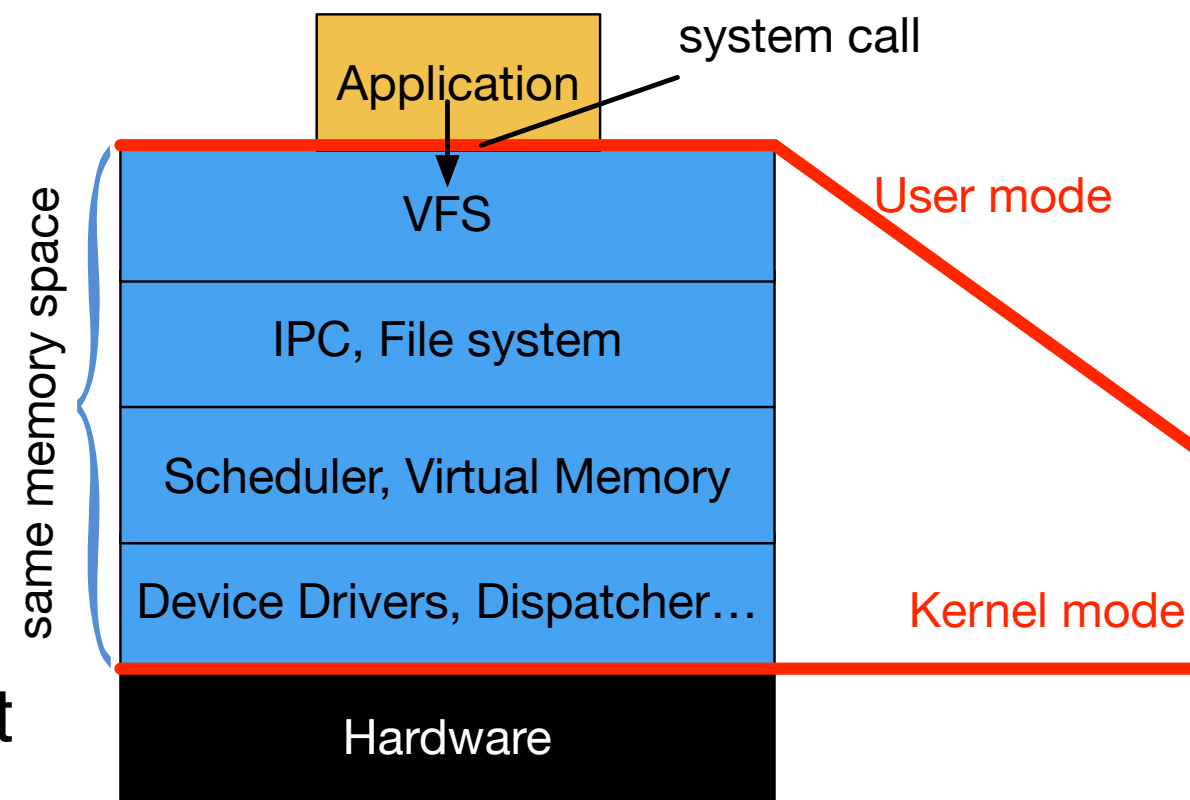 system call
Application
User mode
VFS
same memory space
IPC, File system
Scheduler, Virtual Memory
Device Drivers, Dispatcher…
Kernel mode
t
Hardware